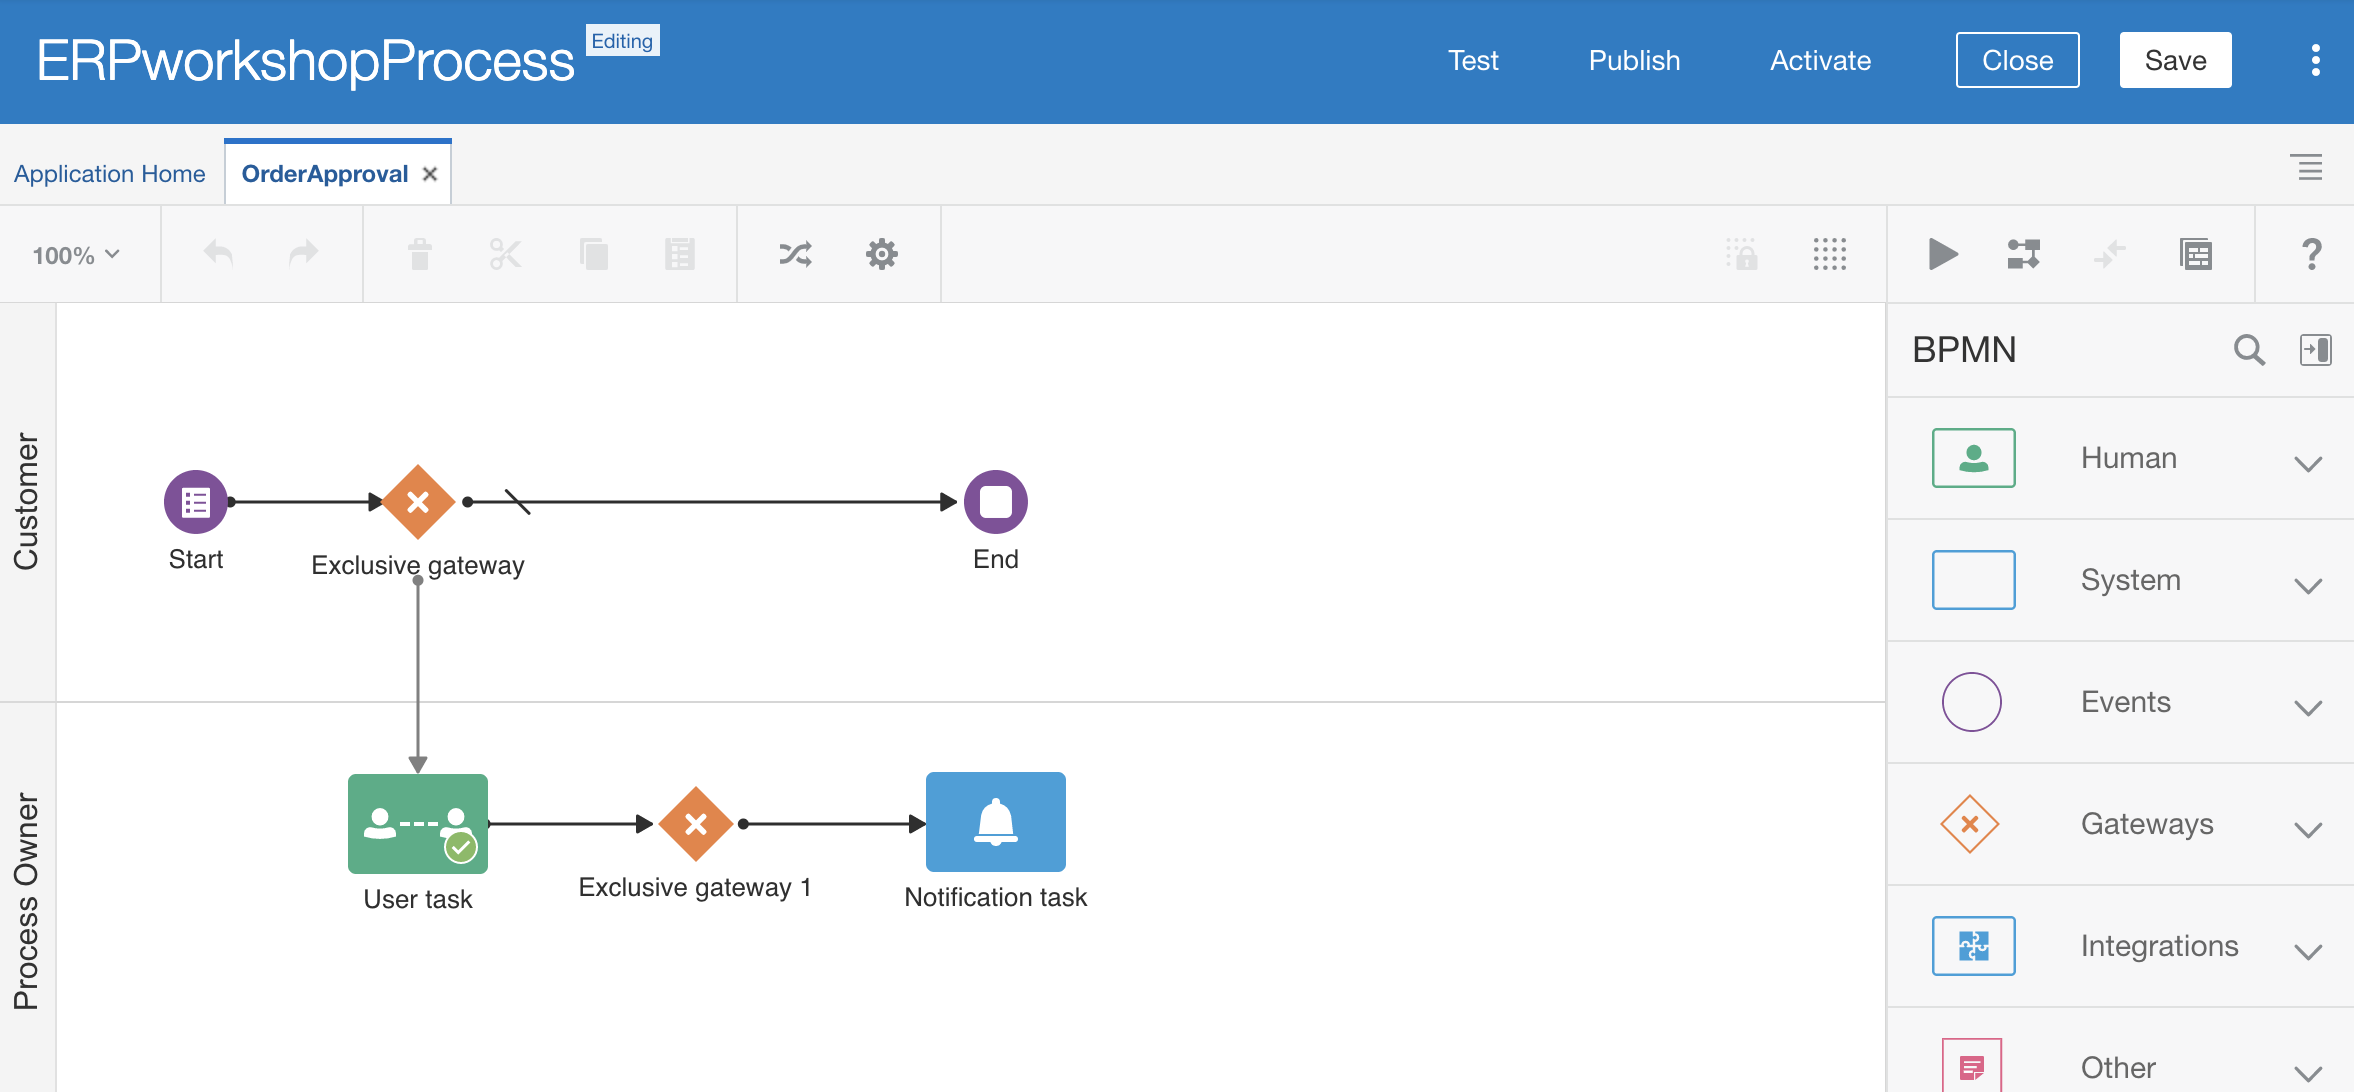 ERPworkshopProcess
Editing
Test
Publish
Activate
Close
Save
Application Home
OrderApproval
100%
?
BPMN
Customer
Start
Exclusive gateway
End
Process Owner
User task
Exclusive gateway 1
Notification task
Human
System
Events
Gateways
Integrations
Other